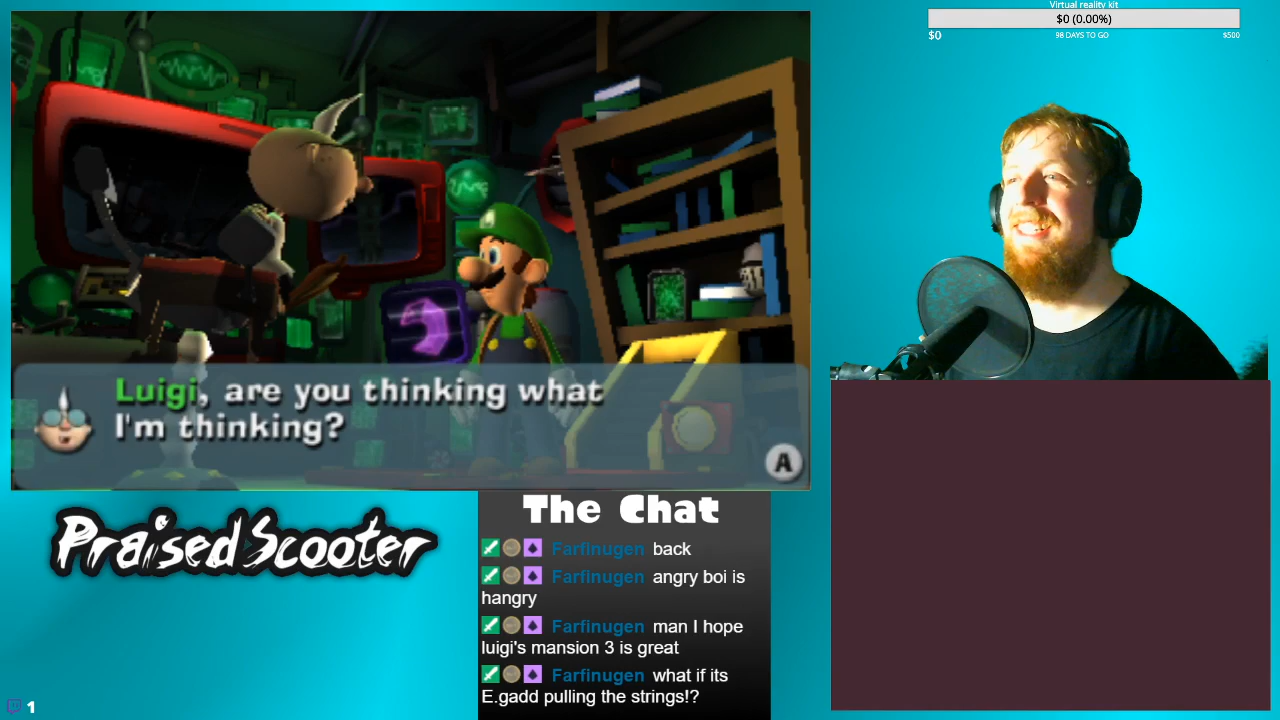 Virtual reality kit
$0 (0.00%)
$0
98 DAYS TO GO
$500
Luigi, are you thinking what
I'm thinking?
A
Praised Scooter
The Chat
Farfinugen back
Farfinugen angry boi is
hangry
Farfinugen man I hope
luigi's mansion 3 is great
Farfinugen what if its
E.gadd pulling the strings!?
1